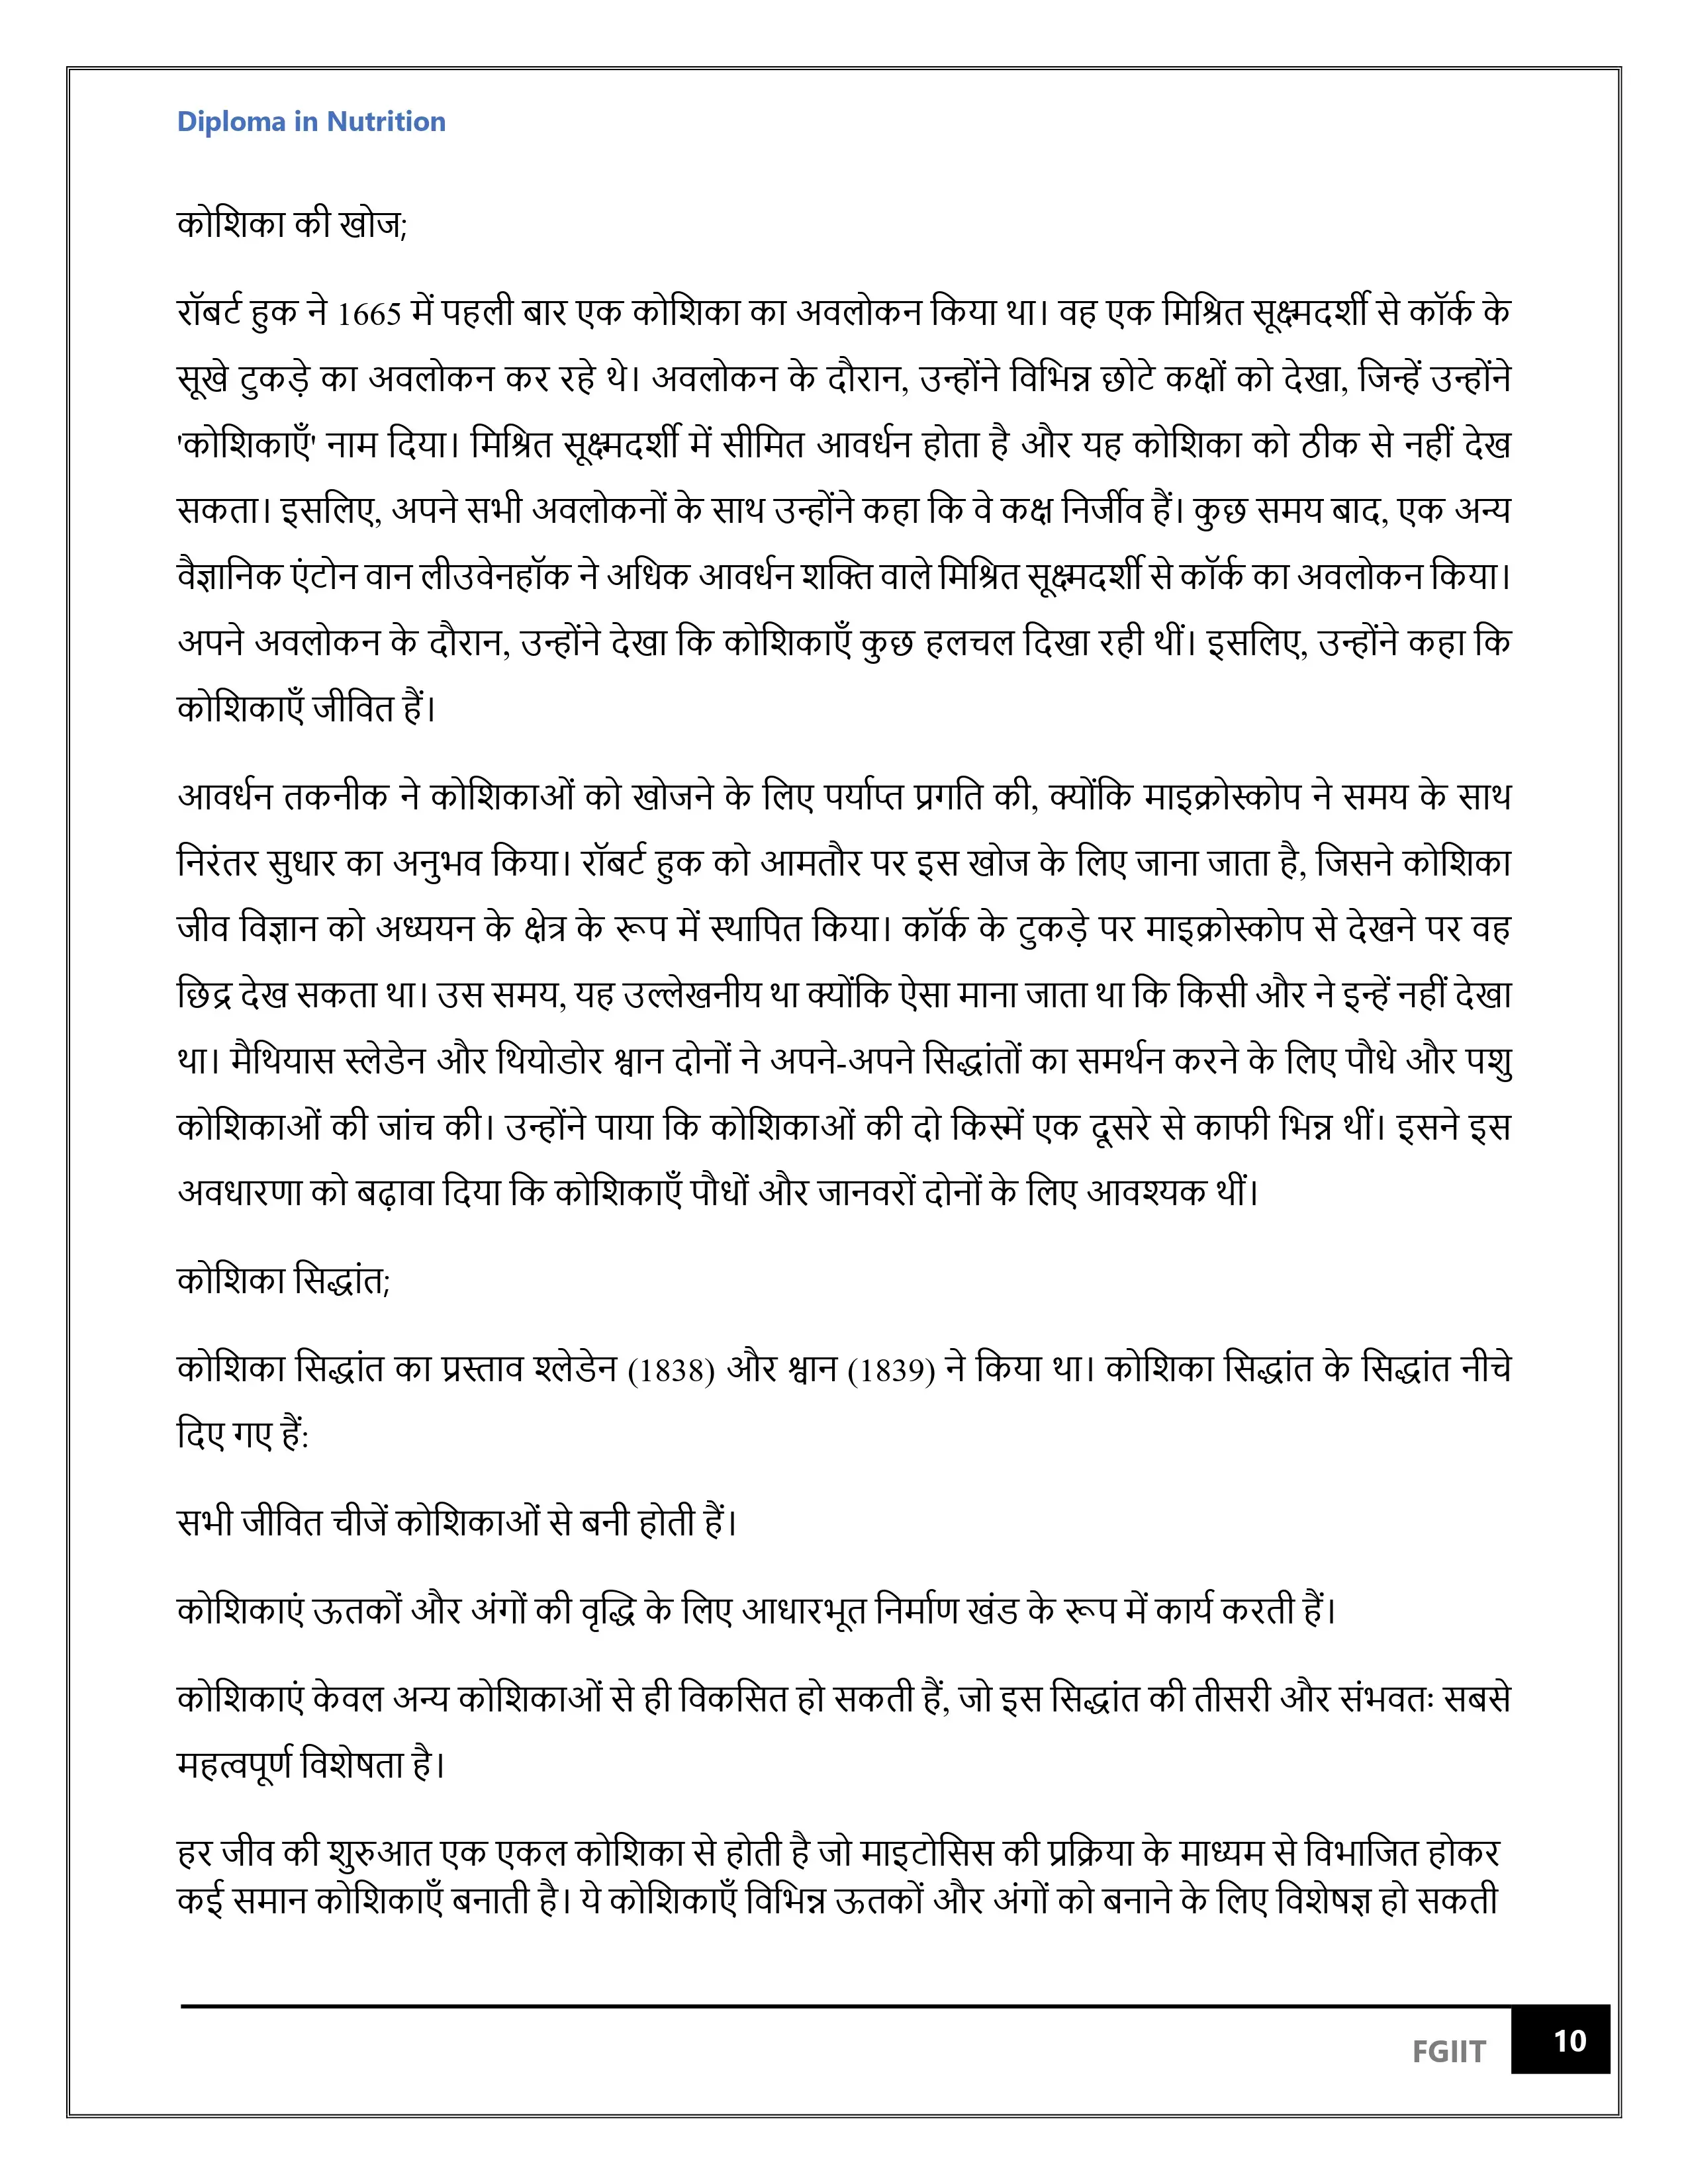 Diploma in Nutrition
कोशिका की खोज;
रॉबर्ट हुक ने 1665 में पहली बार एक कोशिका का अवलोकन किया था। वह एक मिश्रित सूक्ष्मदर्शी से कॉर्क के
सूखे टुकड़े का अवलोकन कर रहे थे। अवलोकन के दौरान, उन्होंने विभिन्न छोटे कक्षों को देखा, जिन्हें उन्होंने
'कोशिकाएँ' नाम दिया। मिश्रित सूक्ष्मदर्शी में सीमित आवर्धन होता है और यह कोशिका को ठीक से नहीं देख
सकता। इसलिए, अपने सभी अवलोकनों के साथ उन्होंने कहा कि वे कक्ष निर्जीव हैं। कुछ समय बाद, एक अन्य
वैज्ञानिक एंटोन वान लीउवेनहॉक ने अधिक आवर्धन शक्ति वाले मिश्रित सूक्ष्मदर्शी से कॉर्क का अवलोकन किया।
अपने अवलोकन के दौरान, उन्होंने देखा कि कोशिकाएँ कुछ हलचल दिखा रही थीं। इसलिए, उन्होंने कहा कि
कोशिकाएँ जीवित हैं।
आवर्धन तकनीक ने कोशिकाओं को खोजने के लिए पर्याप्त प्रगति की, क्योंकि माइक्रोस्कोप ने समय के साथ
निरंतर सुधार का अनुभव किया। रॉबर्ट हुक को आमतौर पर इस खोज के लिए जाना जाता है, जिसने कोशिका
जीव विज्ञान को अध्ययन के क्षेत्र के रूप में स्थापित किया। कॉर्क के टुकड़े पर माइक्रोस्कोप से देखने पर वह
छिद्र देख सकता था। उस समय, यह उल्लेखनीय था क्योंकि ऐसा माना जाता था कि किसी और ने इन्हें नहीं देखा
था। मैथियास स्लेडेन और थियोडोर श्वान दोनों ने अपने-अपने सिद्धांतों का समर्थन करने के लिए पौधे और पशु
कोशिकाओं की जांच की। उन्होंने पाया कि कोशिकाओं की दो किस्में एक दूसरे से काफी भिन्न थीं। इसने इस
अवधारणा को बढ़ावा दिया कि कोशिकाएँ पौधों और जानवरों दोनों के लिए आवश्यक थीं।
कोशिका सिद्धांत;
कोशिका सिद्धांत का प्रस्ताव श्लेडेन (1838) और श्वान (1839) ने किया था। कोशिका सिद्धांत के सिद्धांत नीचे
दिए गए हैं:
सभी जीवित चीजें कोशिकाओं से बनी होती हैं।
कोशिकाएं ऊतकों और अंगों की वृद्धि के लिए आधारभूत निर्माण खंड के रूप में कार्य करती हैं।
कोशिकाएं केवल अन्य कोशिकाओं से ही विकसित हो सकती हैं, जो इस सिद्धांत की तीसरी और संभवतः सबसे
महत्वपूर्ण विशेषता है।
हर जीव की शुरुआत एक एकल कोशिका से होती है जो माइटोसिस की प्रक्रिया के माध्यम से विभाजित होकर
कई समान कोशिकाएँ बनाती है। ये कोशिकाएँ विभिन्न ऊतकों और अंगों को बनाने के लिए विशेषज्ञ हो सकती
FGIIT 10